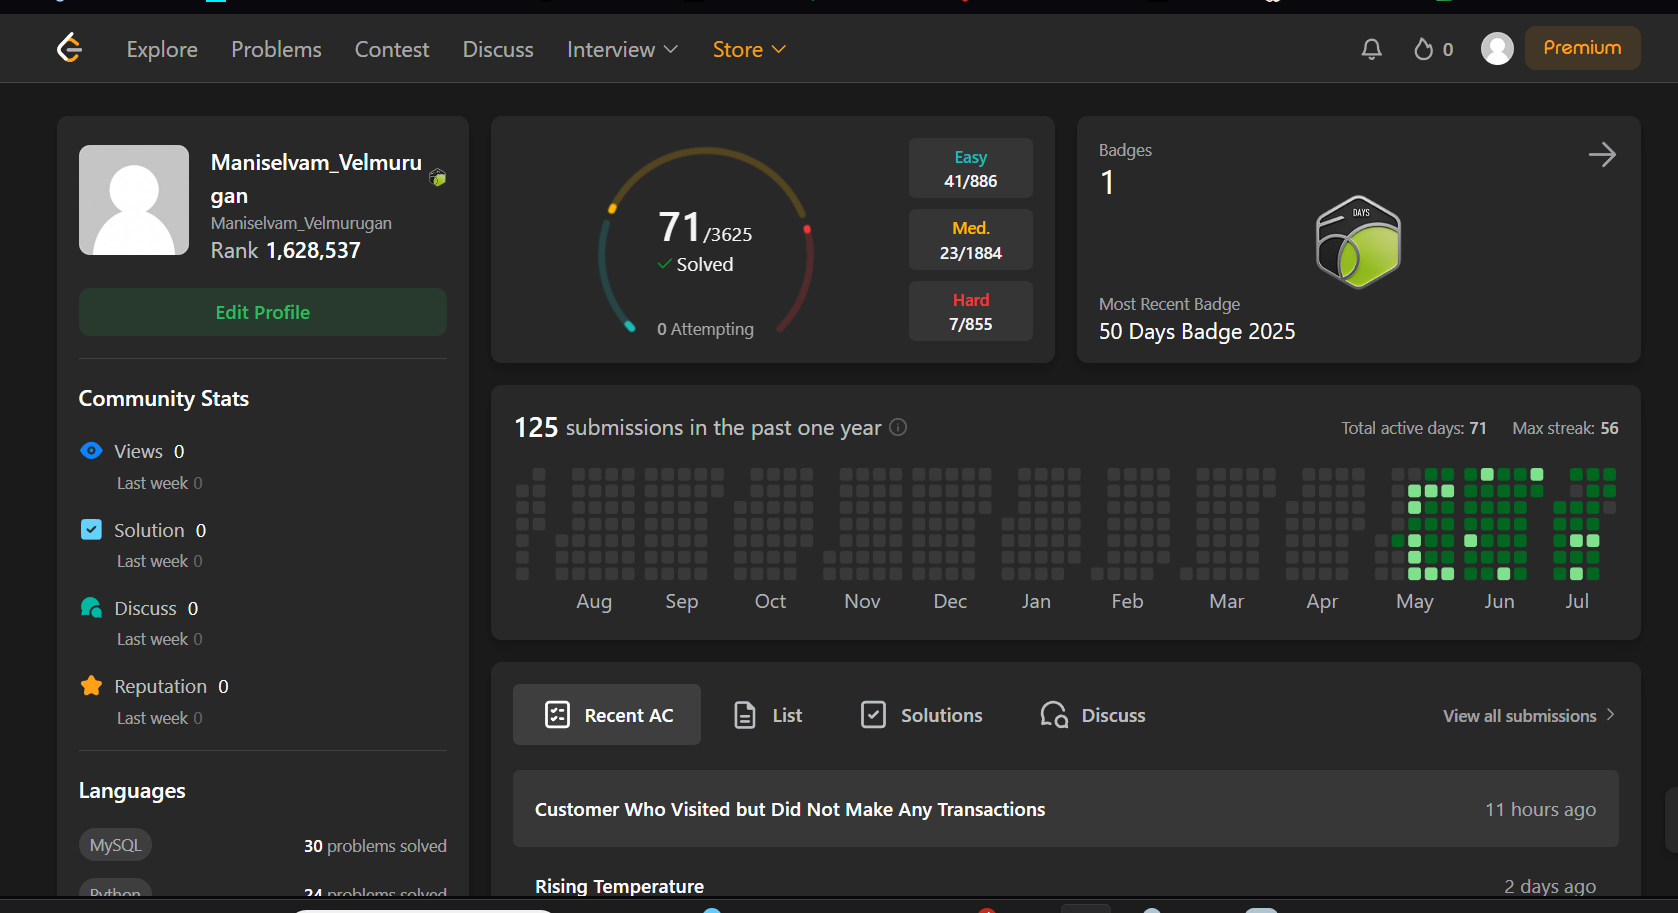 Explore Problems Contest Discuss Interview Store 0 Premium
Maniselvam_Velmuru
gan
Maniselvam_Velmurugan
Rank 1,628,537
Edit Profile
Community Stats
Views 0
Last week 0
Solution 0
Last week 0
Discuss 0
Last week 0
Reputation 0
Last week 0
Languages
MySQL 30 problems solved
Python 24 problems solved
71/3625
Solved
0 Attempting
Easy
41/886
Med.
23/1884
Hard
7/855
Badges
1
DAYS
Most Recent Badge
50 Days Badge 2025
125 submissions in the past one year Total active days: 71 Max streak: 56
Aug Sep Oct Nov Dec Jan Feb Mar Apr May Jun Jul
Recent AC List Solutions Discuss View all submissions
Customer Who Visited but Did Not Make Any Transactions 11 hours ago
Rising Temperature 2 days ago